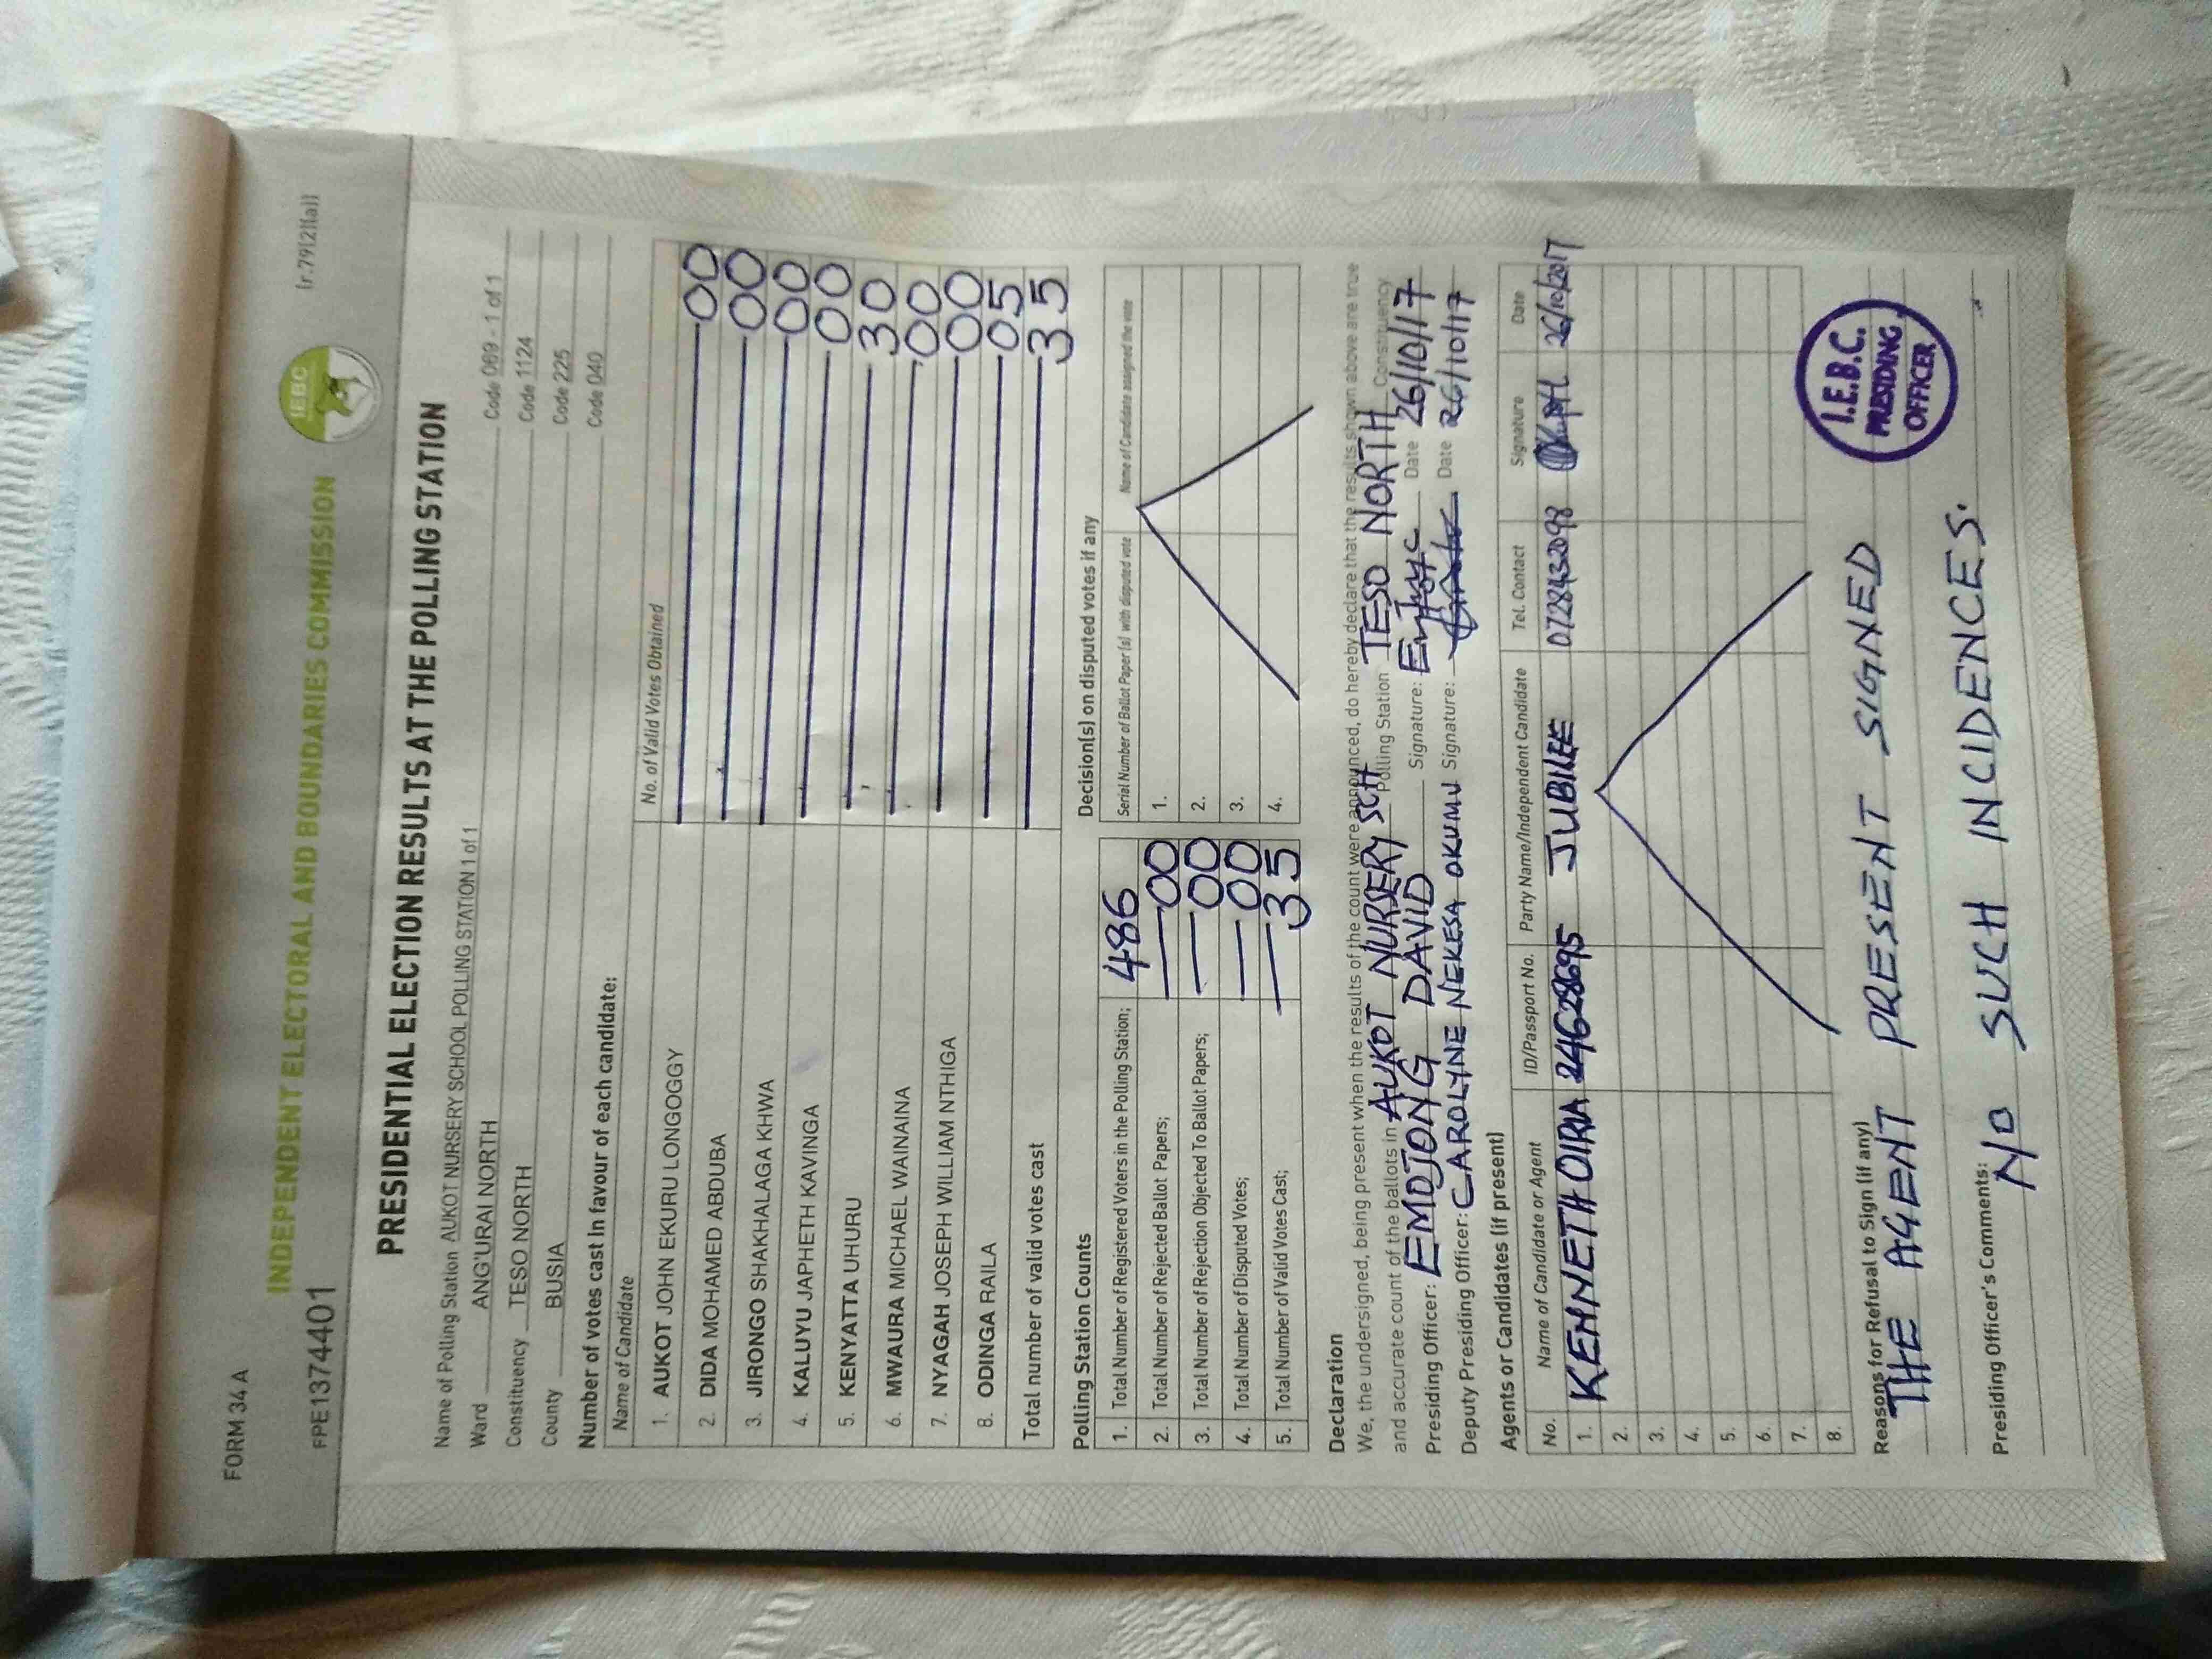 FORM 34 A
FPE1374401
INDEPENDENT ELECTORAL AND BOUNDARIES COMMISSION
IEBC
(r.79(2)(a))
PRESIDENTIAL ELECTION RESULTS AT THE POLLING STATION
Name of Polling Station AUKOT NURSERY SCHOOL POLLING STATION 1 of 1 Code 069 - 1 of 1
Ward ANG'URAI NORTH Code 1124
Constituency TESO NORTH Code 225
County BUSIA Code 040
Number of votes cast in favour of each candidate:
Name of Candidate No. of Valid Votes Obtained
1. AUKOT JOHN EKURU LONGOGGY 00
2. DIDA MOHAMED ABDUBA 00
3. JIRONGO SHAKHALAGA KHWA 00
4. KALUYU JAPHETH KAVINGA 00
5. KENYATTA UHURU 30
6. MWAURA MICHAEL WAINAINA 00
7. NYAGAH JOSEPH WILLIAM NTHIGA 00
8. ODINGA RAILA 05
Total number of valid votes cast 35
Polling Station Counts
1. Total Number of Registered Voters in the Polling Station; 486
2. Total Number of Rejected Ballot Papers; 00
3. Total Number of Rejection Objected To Ballot Papers; 00
4. Total Number of Disputed Votes; 00
5. Total Number of Valid Votes Cast; 35
Decision(s) on disputed votes if any
Serial Number of Ballot Paper(s) with disputed vote Name of Candidate assigned the vote
1.
2.
3.
4.
Declaration
We, the undersigned, being present when the results of the count were announced, do hereby declare that the results shown above are true
and accurate count of the ballots in AUKOT NURSERY SCH Polling Station TESO NORTH Constituency
Presiding Officer: EMOJONG DAVID Signature: Date 26/10/17
Deputy Presiding Officer: CAROLYNE NEKESA OKUMU Signature: Date 26/10/17
Agents or Candidates (if present)
No. Name of Candidate or Agent ID/Passport No. Party Name/Independent Candidate Tel. Contact Signature Date
1. KENNETH OIRIA 24628695 JUBILEE 0728432098 26/10/2017
2.
3.
4.
5.
6.
7.
8.
Reasons for Refusal to Sign (if any)
THE AGENT PRESENT SIGNED
Presiding Officer's Comments:
NO SUCH INCIDENCES.
I.E.B.C.
PRESIDING
OFFICER